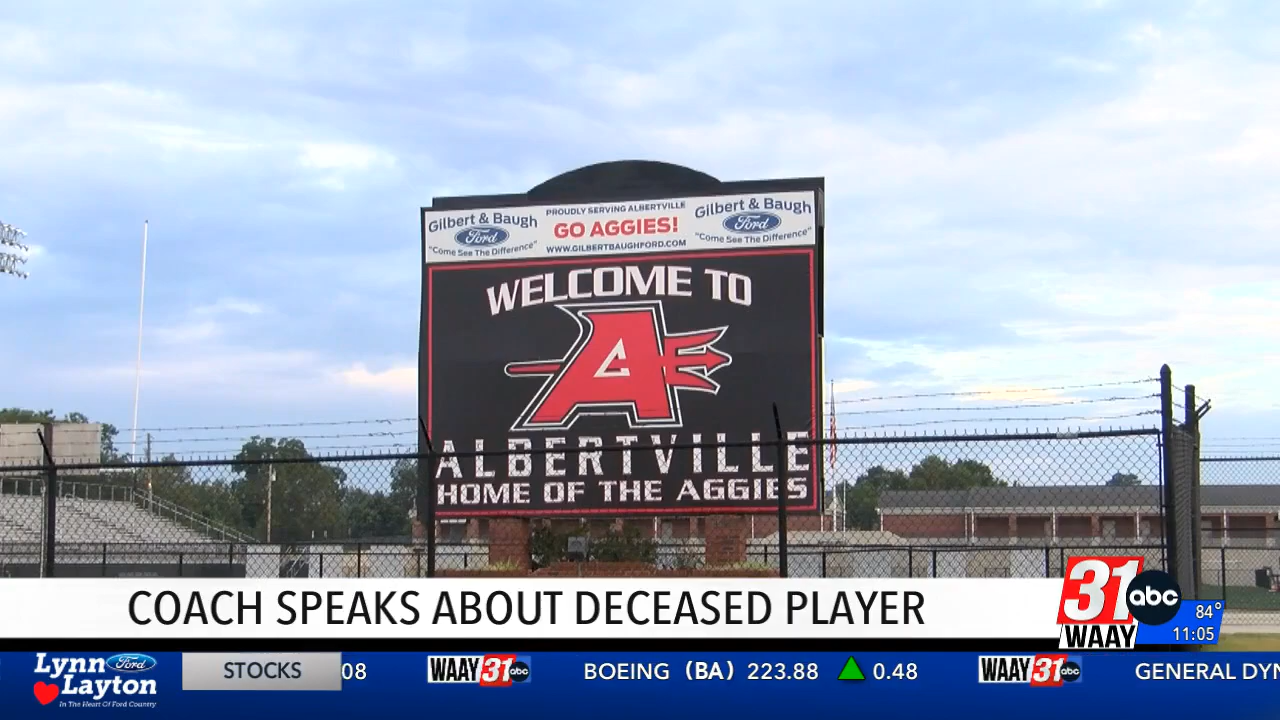 Gilbert & Baugh
Ford
"Come See The Difference"
PROUDLY SERVING ALBERTVILLE
GO AGGIES!
WWW.GILBERTBAUGHFORD.COM
Gilbert & Baugh
Ford
"Come See The Difference"
WELCOME TO
A
ALBERTVILLE
HOME OF THE AGGIES
COACH SPEAKS ABOUT DECEASED PLAYER
31
abc
WAAY
84°
11:05
Lynn Ford
Layton
In The Heart Of Ford Country
STOCKS
08 WAAY 31 abc BOEING (BA) 223.88 ▲ 0.48 WAAY 31 abc GENERAL DYN